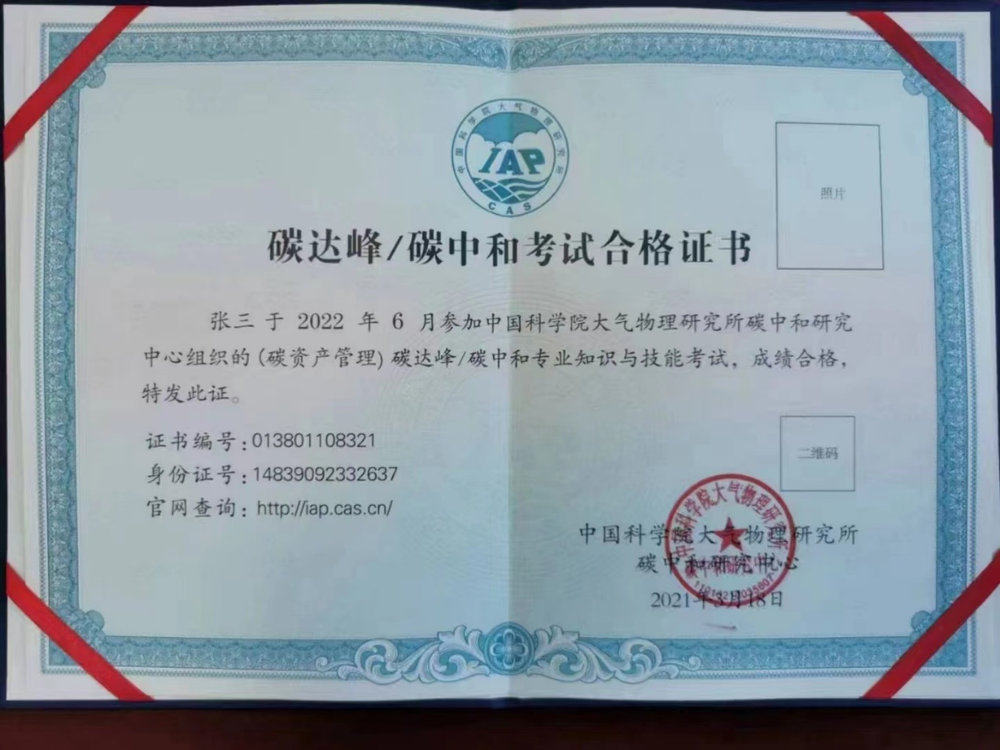 中国科学院大气物理研究所
IAP
CAS
照片
碳达峰/碳中和考试合格证书
张三于 2022 年 6 月参加中国科学院大气物理研究所碳中和研究
中心组织的(碳资产管理)碳达峰/碳中和专业知识与技能考试，成绩合格，
特发此证。
证书编号:013801108321
身份证号:14839092332637
官网查询：http://iap.cas.cn/
二维码
中国科学院大气物理研究所
中国科学院大气物理研究所
碳中和研究中心
碳中和研究中心
2021年3月18日